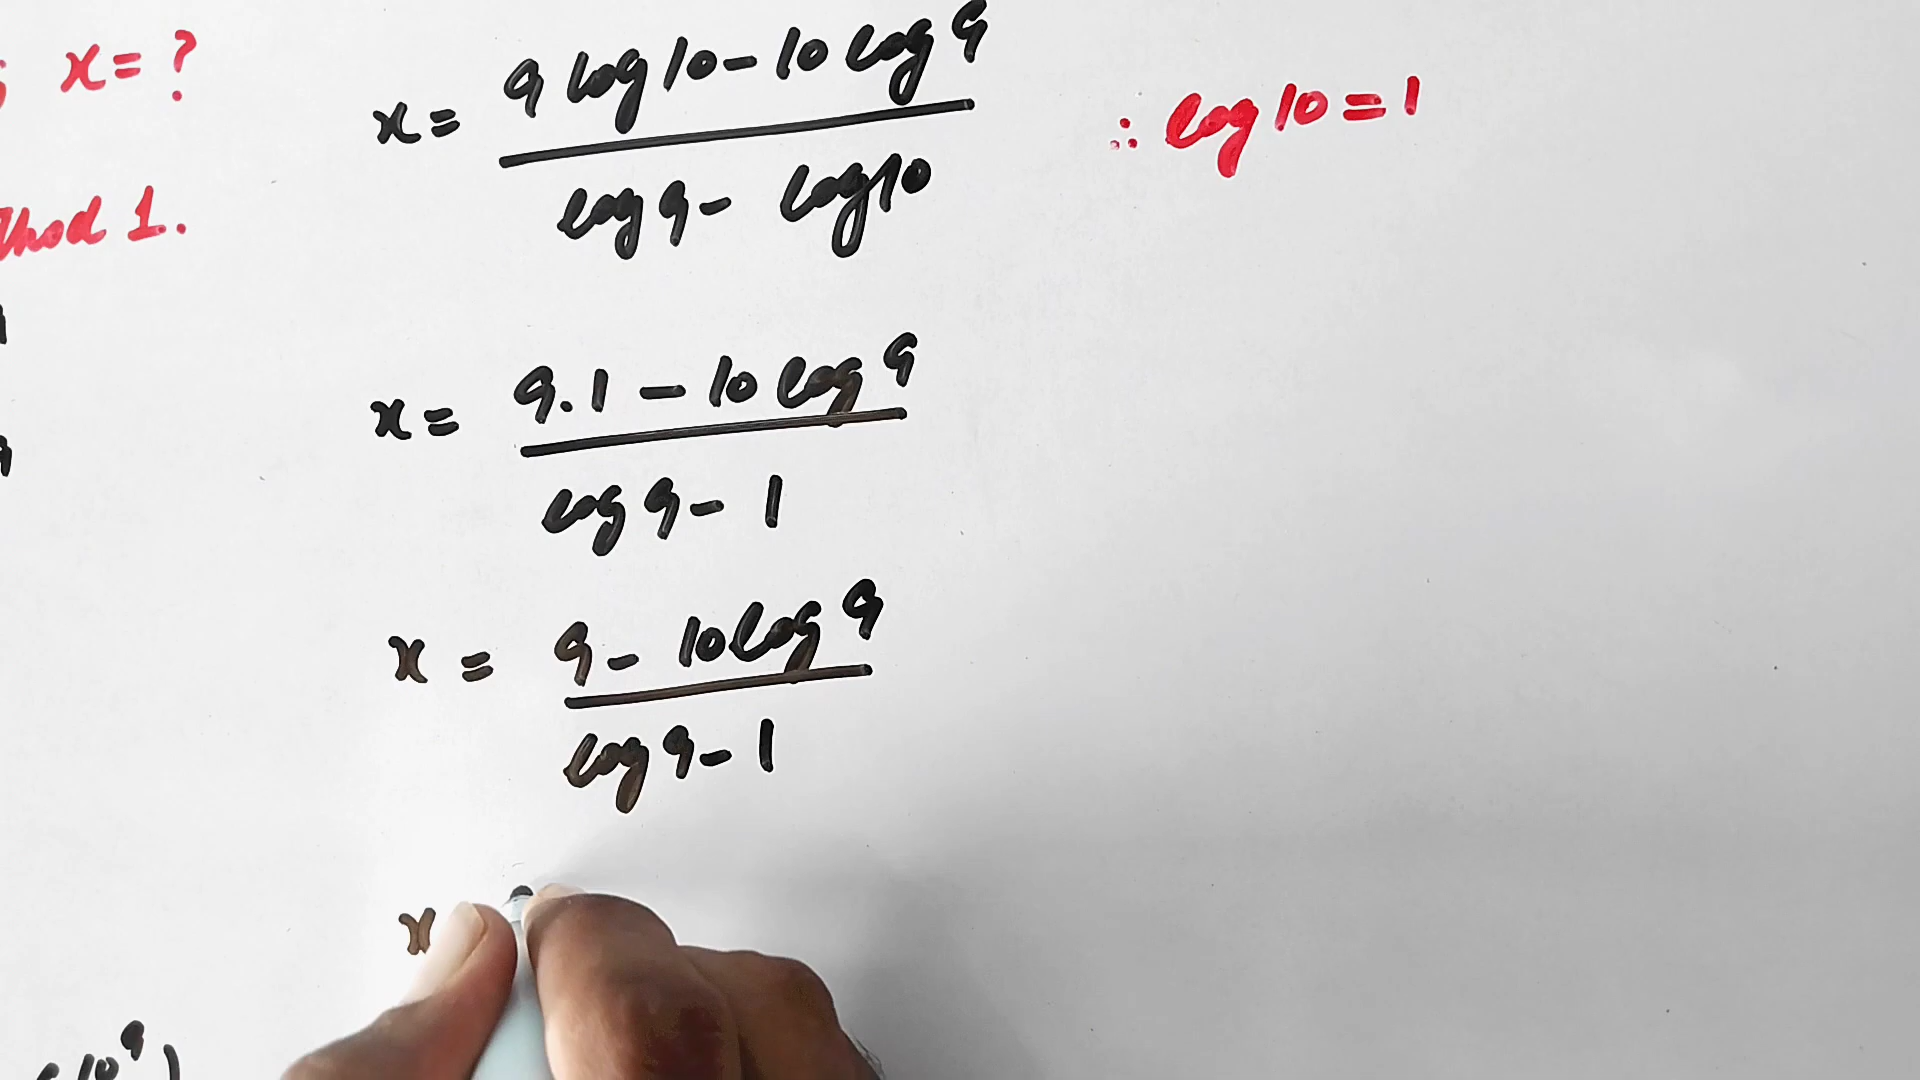 x = ?
x = 9 log 10 - 10 log 9 / log 9 - log 10
∴ log 10 = 1
1.
x = 9.1 - 10 log 9 / log 9 - 1
x = 9 - 10 log 9 / log 9 - 1
x
10⁹)